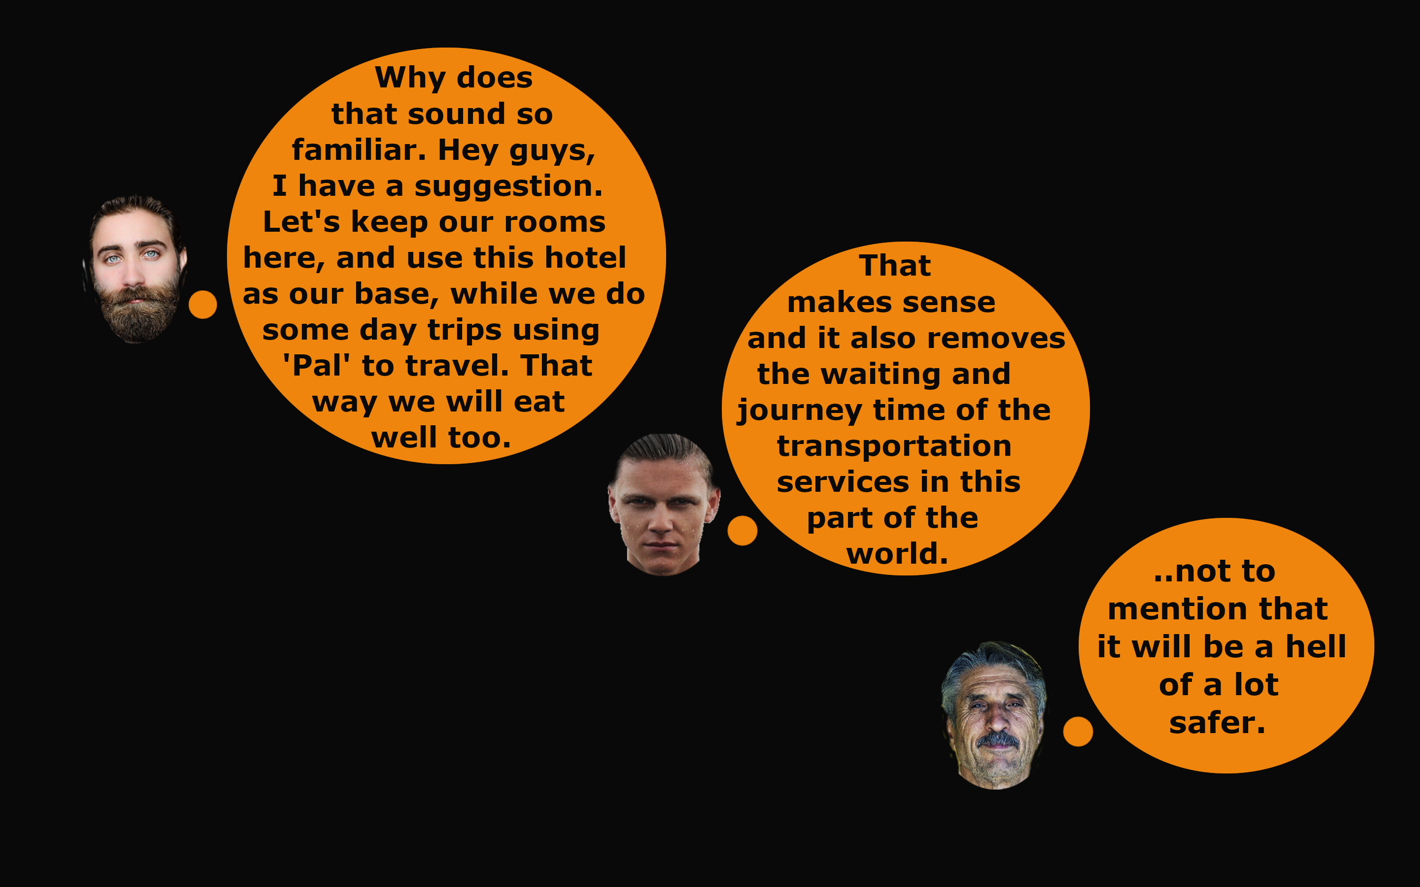 Why does
that sound so
familiar. Hey guys,
I have a suggestion.
Let's keep our rooms
here, and use this hotel
as our base, while we do
some day trips using
'Pal' to travel. That
way we will eat
well too.
That
makes sense
and it also removes
the waiting and
journey time of the
transportation
services in this
part of the
world.
..not to
mention that
it will be a hell
of a lot
safer.